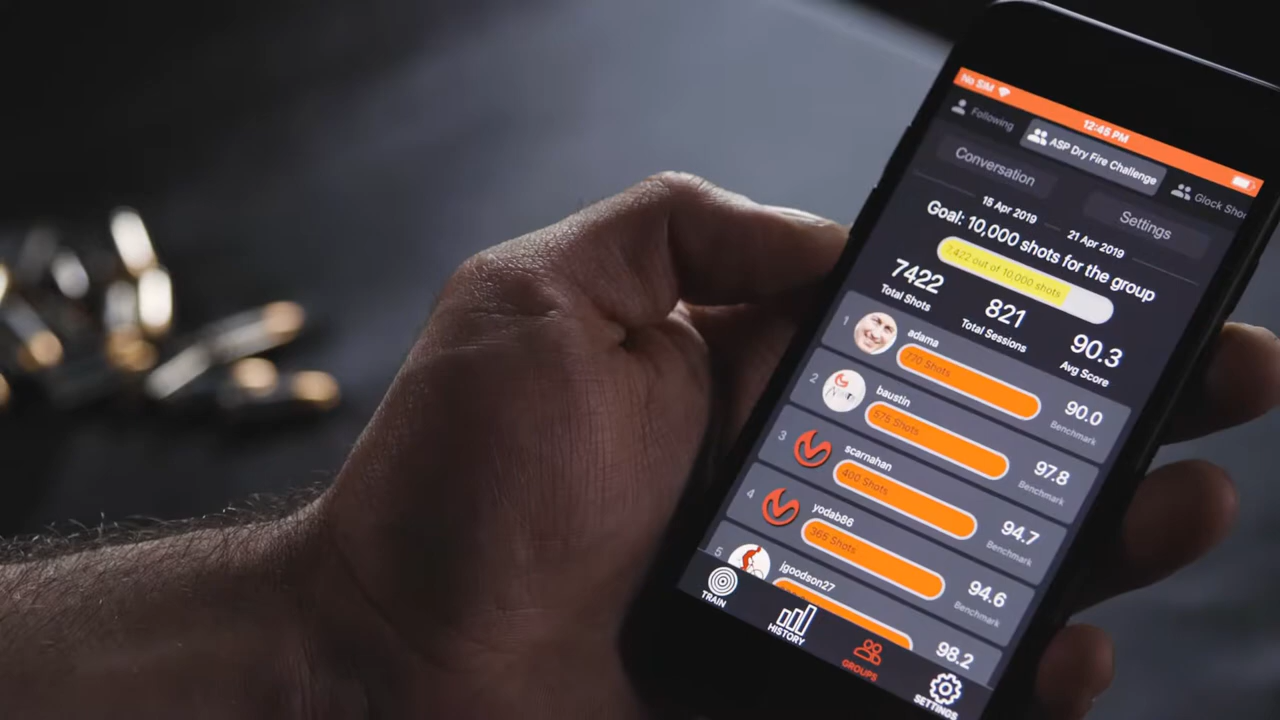 No SIM
12:45 PM
Following
ASP Dry Fire Challenge
Glock
Conversation
Settings
15 Apr 2019
21 Apr 2019
Goal: 10,000 shots for the group
7,422 out of 10,000 shots
7422
Total Shots
821
Total Sessions
90.3
Avg Score
1
adama
720 Shots
90.0
Benchmark
2
baustin
575 Shots
97.8
Benchmark
3
scarnahan
400 Shots
94.7
Benchmark
4
yodab86
365 Shots
94.6
Benchmark
5
jgoodson27
98.2
TRAIN
HISTORY
GROUPS
SETTINGS